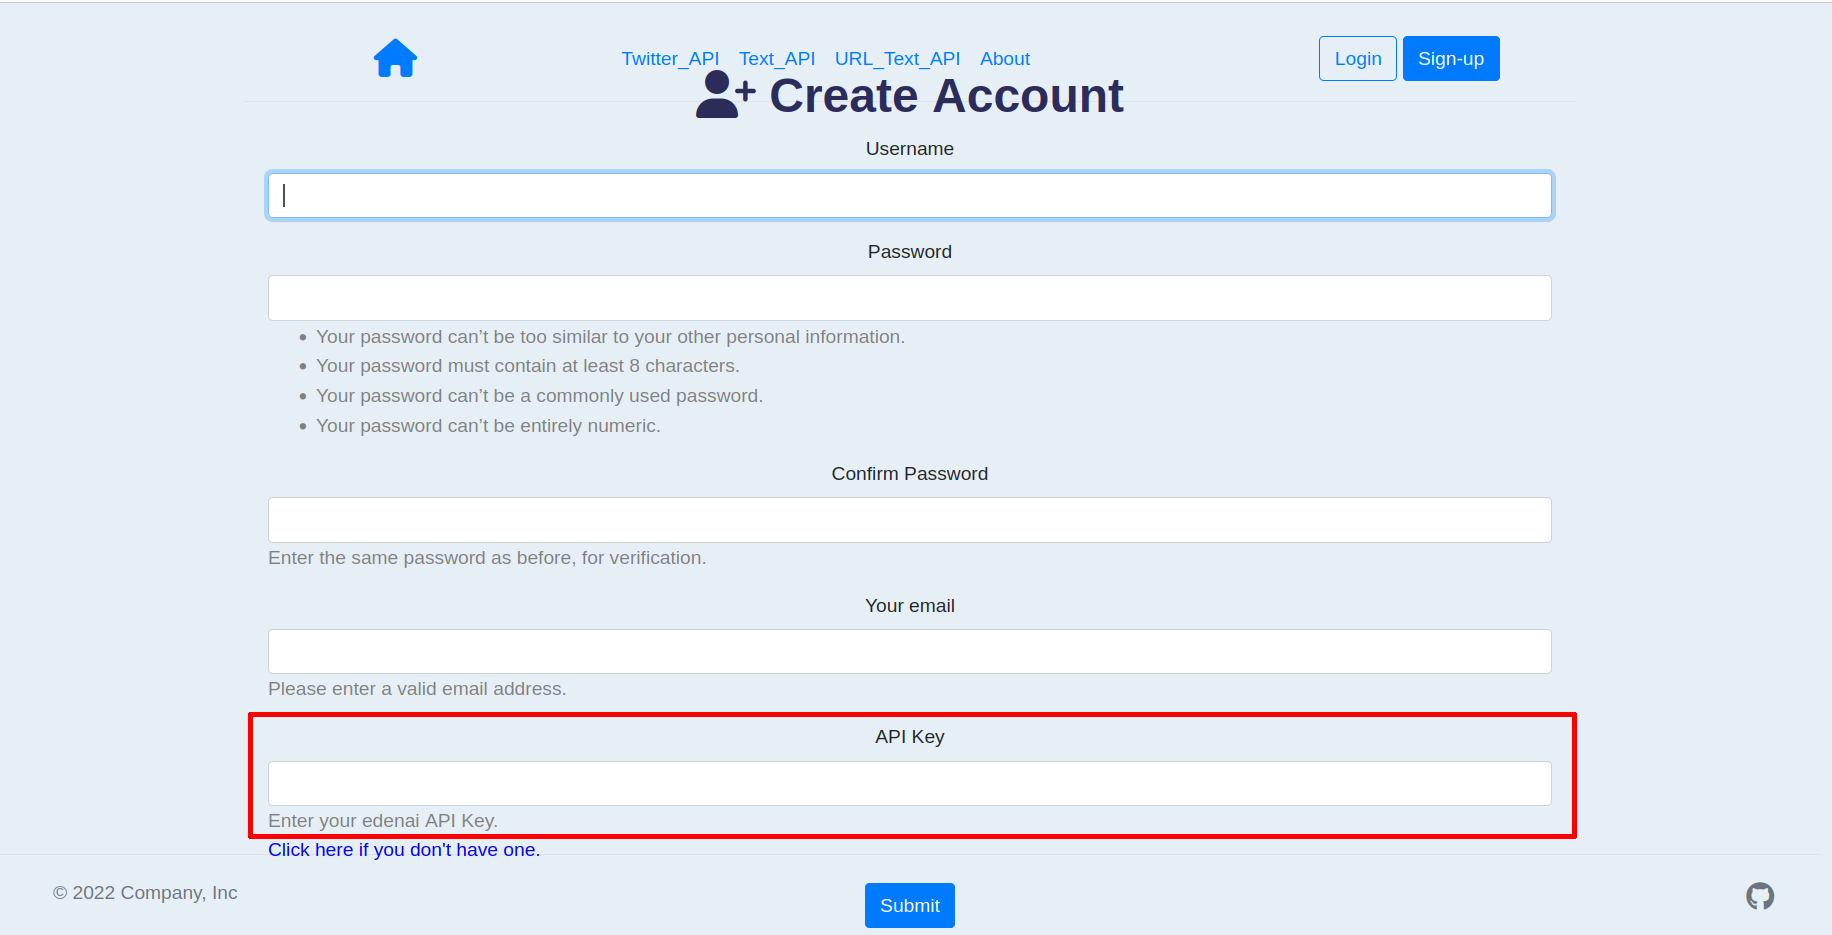 Twitter_API Text_API URL_Text_API About Login Sign-up
Create Account
Username
Password
• Your password can’t be too similar to your other personal information.
• Your password must contain at least 8 characters.
• Your password can’t be a commonly used password.
• Your password can’t be entirely numeric.
Confirm Password
Enter the same password as before, for verification.
Your email
Please enter a valid email address.
API Key
Enter your edenai API Key.
Click here if you don't have one.
© 2022 Company, Inc
Submit